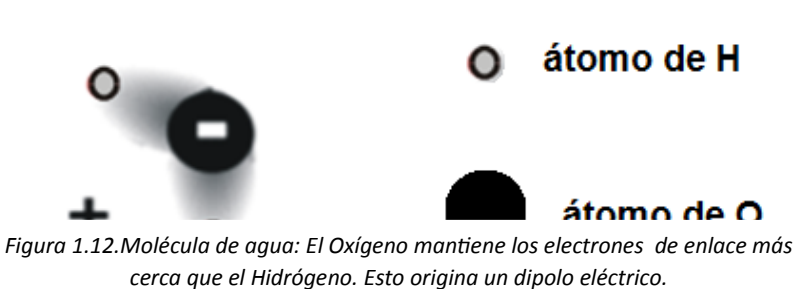 átomo de H
-
+
átomo de O
Figura 1.12.Molécula de agua: El Oxígeno mantiene los electrones de enlace más
cerca que el Hidrógeno. Esto origina un dipolo eléctrico.